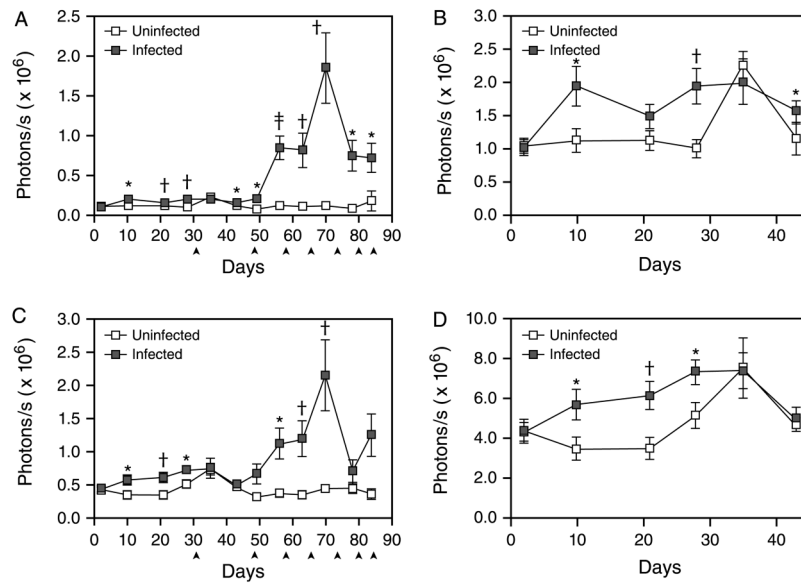 A
Uninfected
Infected
Photons/s (x 10⁶)
2.5
2.0
1.5
1.0
0.5
0.0
* † † * * ‡ † † * *
0 10 20 30 40 50 60 70 80 90
Days
B
Uninfected
Infected
Photons/s (x 10⁶)
3.0
2.5
2.0
1.5
1.0
0.5
0.0
* † *
0 10 20 30 40
Days
C
Uninfected
Infected
Photons/s (x 10⁶)
3.0
2.5
2.0
1.5
1.0
0.5
0.0
* † * * † †
0 10 20 30 40 50 60 70 80 90
Days
D
Uninfected
Infected
Photons/s (x 10⁶)
10.0
8.0
6.0
4.0
2.0
0.0
* † *
0 10 20 30 40
Days